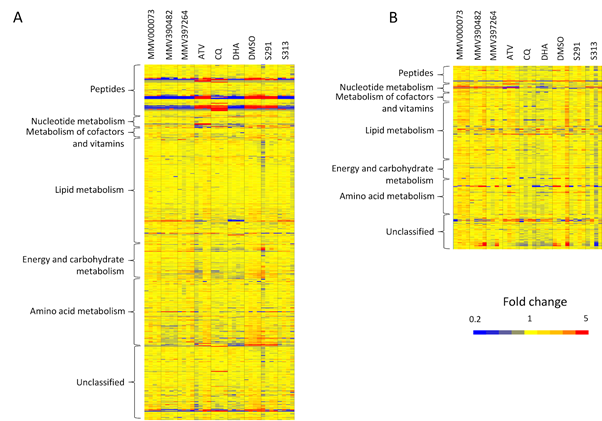 A
MMV000073
MMV390482
MMV397264
ATV
CQ
DHA
DMSO
S291
S313
Peptides
Nucleotide metabolism
Metabolism of cofactors
and vitamins
Lipid metabolism
Energy and carbohydrate
metabolism
Amino acid metabolism
Unclassified
B
MMV000073
MMV390482
MMV397264
ATV
CQ
DHA
DMSO
S291
S313
Peptides
Nucleotide metabolism
Metabolism of cofactors
and vitamins
Lipid metabolism
Energy and carbohydrate
metabolism
Amino acid metabolism
Unclassified
Fold change
0.2 1 5